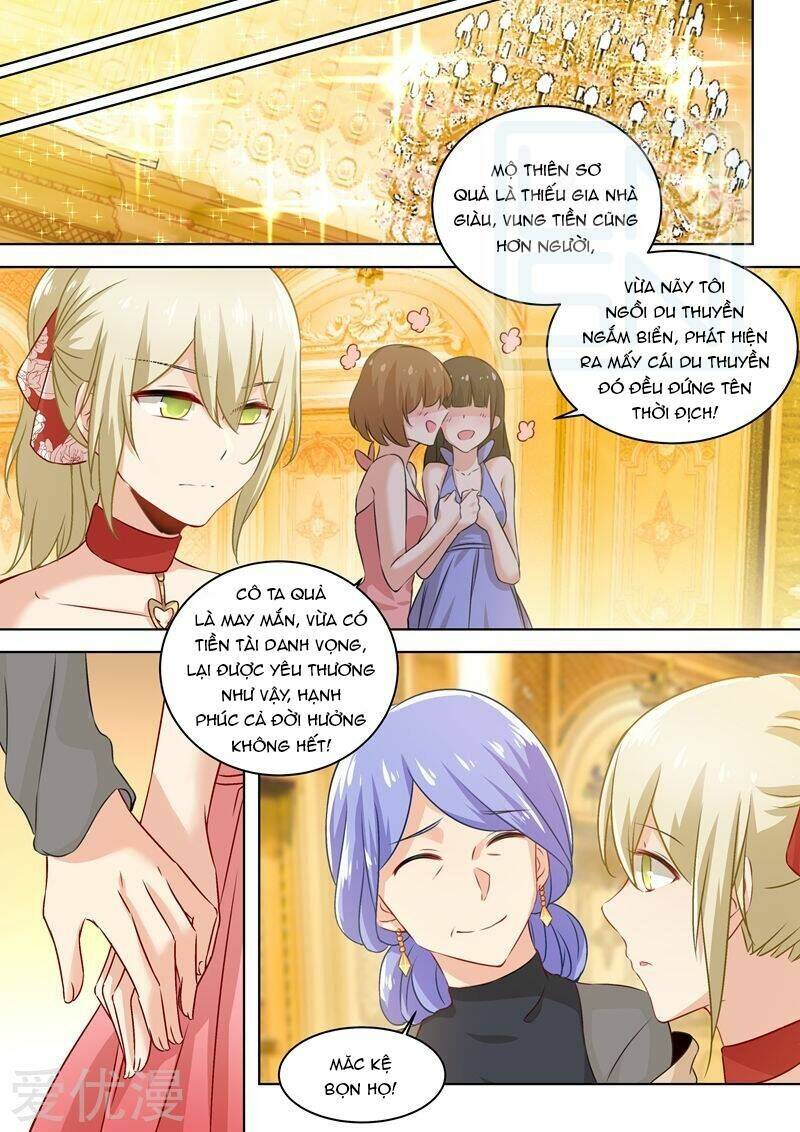 MỘ THIÊN SƠ
QUẢ LÀ THIẾU GIA NHÀ
GIÀU, VUNG TIỀN CŨNG
HƠN NGƯỜI,
VỪA NÃY TÔI
NGỒI DU THUYỀN
NGẮM BIỂN, PHÁT HIỆN
RA MẤY CÁI DU THUYỀN
ĐÓ ĐỀU ĐỨNG TÊN
THỜI ĐỊCH!
CÔ TA QUẢ
LÀ MAY MẮN, VỪA CÓ
TIỀN TÀI DANH VỌNG,
LẠI ĐƯỢC YÊU THƯƠNG
NHƯ VẬY, HẠNH
PHÚC CẢ ĐỜI HƯỞNG
KHÔNG HẾT!
MĂC KỆ
BỌN HỌ!
爱优漫